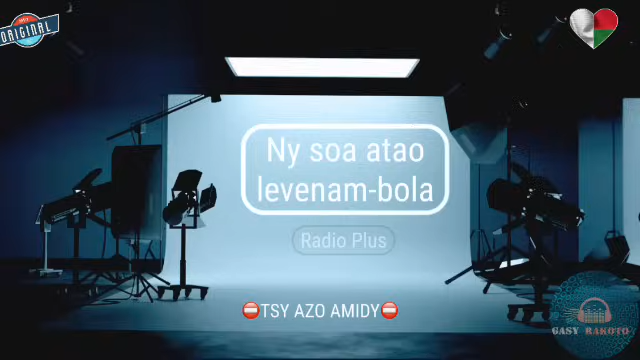 ORIGINAL
Ny soa atao
levenam-bola
Radio Plus
⛔TSY AZO AMIDY⛔
GASY RAKOTO